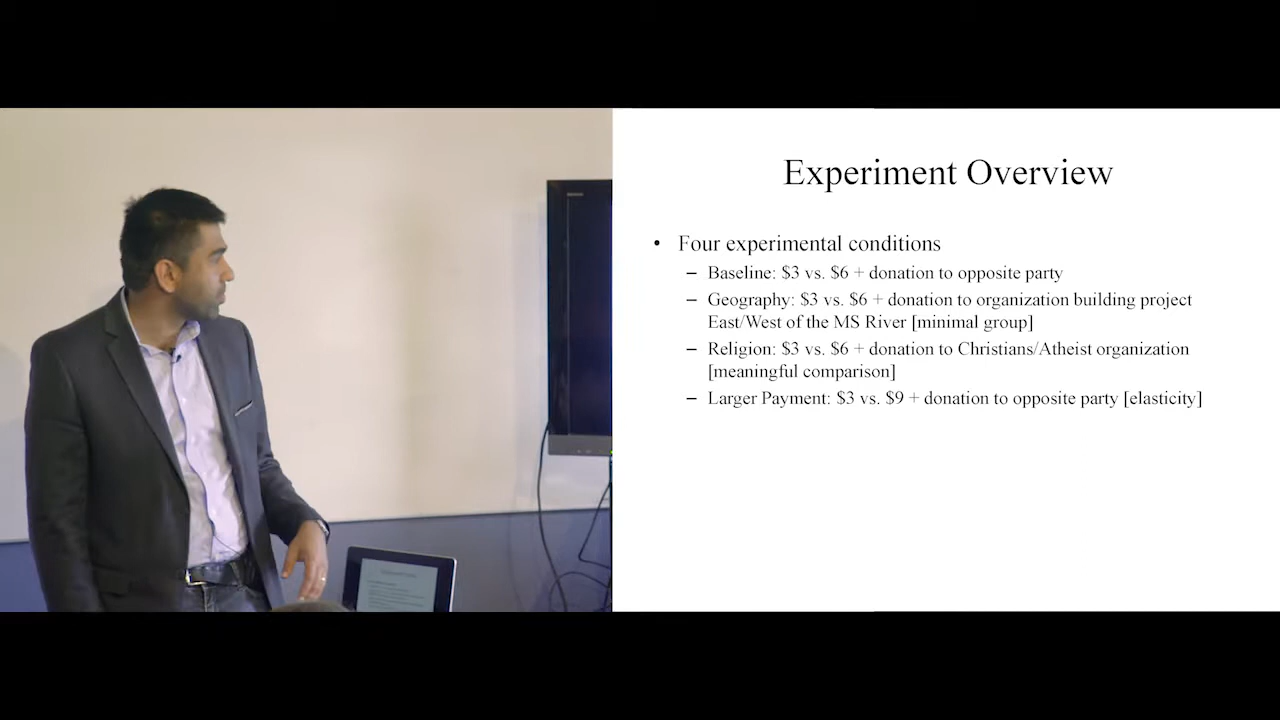 Experiment Overview
• Four experimental conditions
– Baseline: $3 vs. $6 + donation to opposite party
– Geography: $3 vs. $6 + donation to organization building project
East/West of the MS River [minimal group]
– Religion: $3 vs. $6 + donation to Christians/Atheist organization
[meaningful comparison]
– Larger Payment: $3 vs. $9 + donation to opposite party [elasticity]